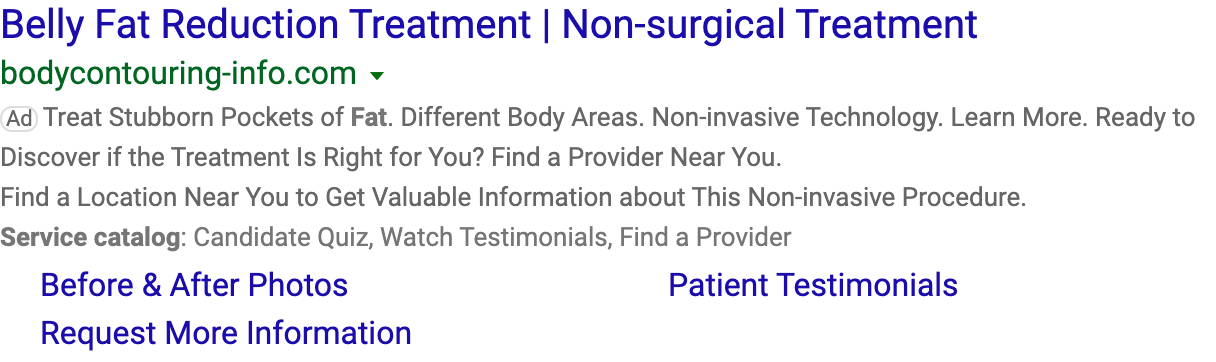 Belly Fat Reduction Treatment | Non-surgical Treatment
bodycontouring-info.com
Ad Treat Stubborn Pockets of Fat. Different Body Areas. Non-invasive Technology. Learn More. Ready to
Discover if the Treatment Is Right for You? Find a Provider Near You.
Find a Location Near You to Get Valuable Information about This Non-invasive Procedure.
Service catalog: Candidate Quiz, Watch Testimonials, Find a Provider
Before & After Photos Patient Testimonials
Request More Information